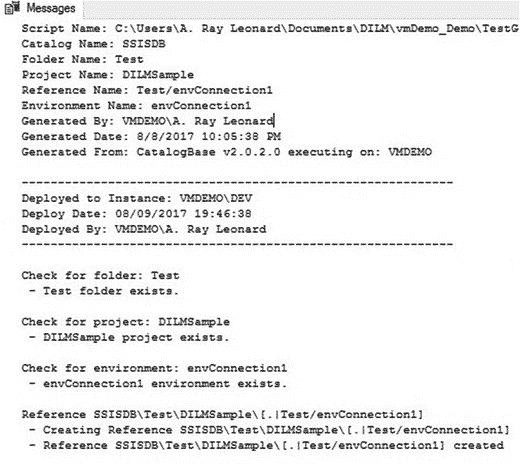 Messages
Script Name: C:\Users\A. Ray Leonard\Documents\DILM\vmDemo_Demo\TestG
Catalog Name: SSISDB
Folder Name: Test
Project Name: DILMSample
Reference Name: Test/envConnection1
Environment Name: envConnection1
Generated By: VMDEMO\A. Ray Leonard
Generated Date: 8/8/2017 10:05:38 PM
Generated From: CatalogBase v2.0.2.0 executing on: VMDEMO
------------------------------------------------------------
Deployed to Instance: VMDEMO\DEV
Deploy Date: 08/09/2017 19:46:38
Deployed By: VMDEMO\A. Ray Leonard
------------------------------------------------------------
Check for folder: Test
- Test folder exists.
Check for project: DILMSample
- DILMSample project exists.
Check for environment: envConnection1
- envConnection1 environment exists.
Reference SSISDB\Test\DILMSample\[.|Test/envConnection1]
- Creating Reference SSISDB\Test\DILMSample\[.|Test/envConnection1]
- Reference SSISDB\Test\DILMSample\[.|Test/envConnection1] created